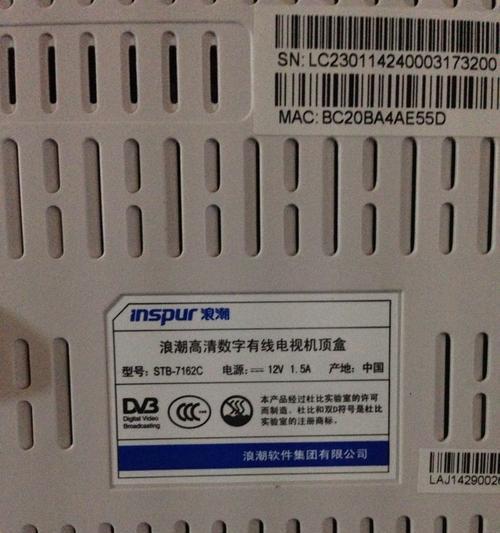 SN: LC230114240003173200
MAC: BC20BA4AE55D
inspur 浪潮
浪潮高清数字有线电视机顶盒
型号: STB-7162C 电源: 12V 1.5A 产地: 中国
DVB
Digital Video
Broadcasting
CCC
本产品经过杜比实验室的许可
而制造。杜比和双D符号是杜比
实验室的注册商标。
浪潮软件集团有限公司